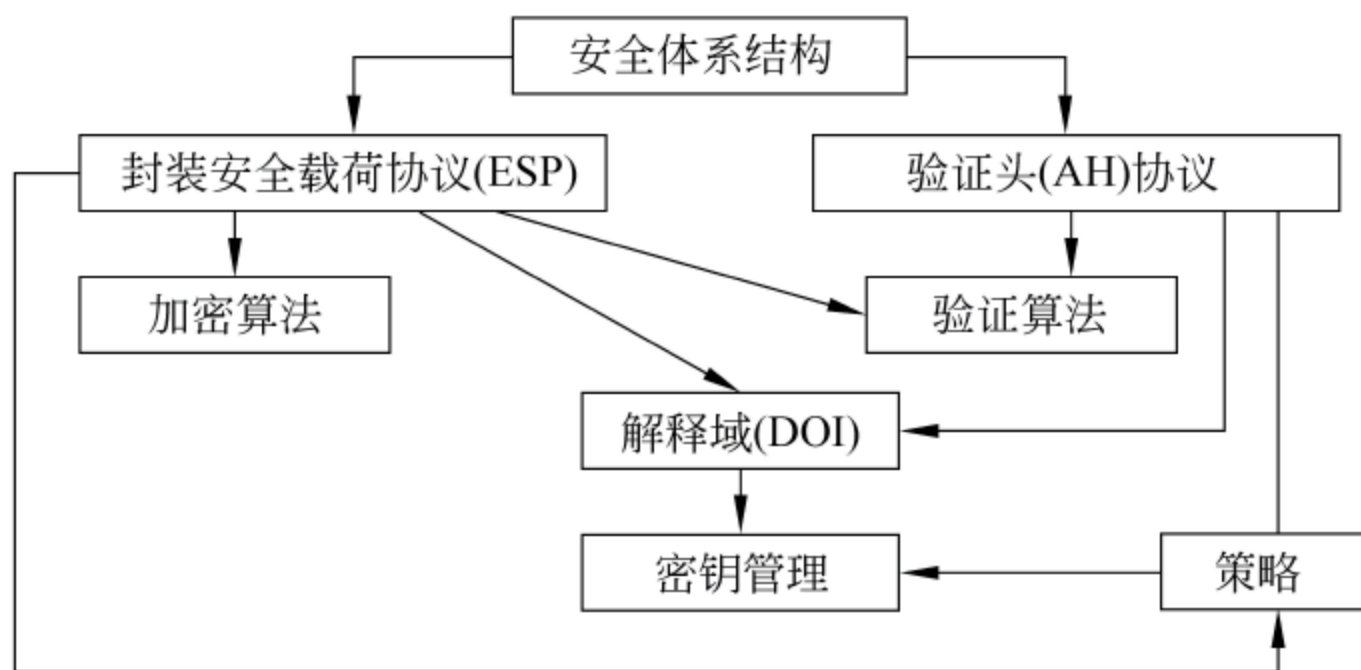 安全体系结构
封装安全载荷协议(ESP)
验证头(AH)协议
加密算法
验证算法
解释域(DOI)
密钥管理
策略